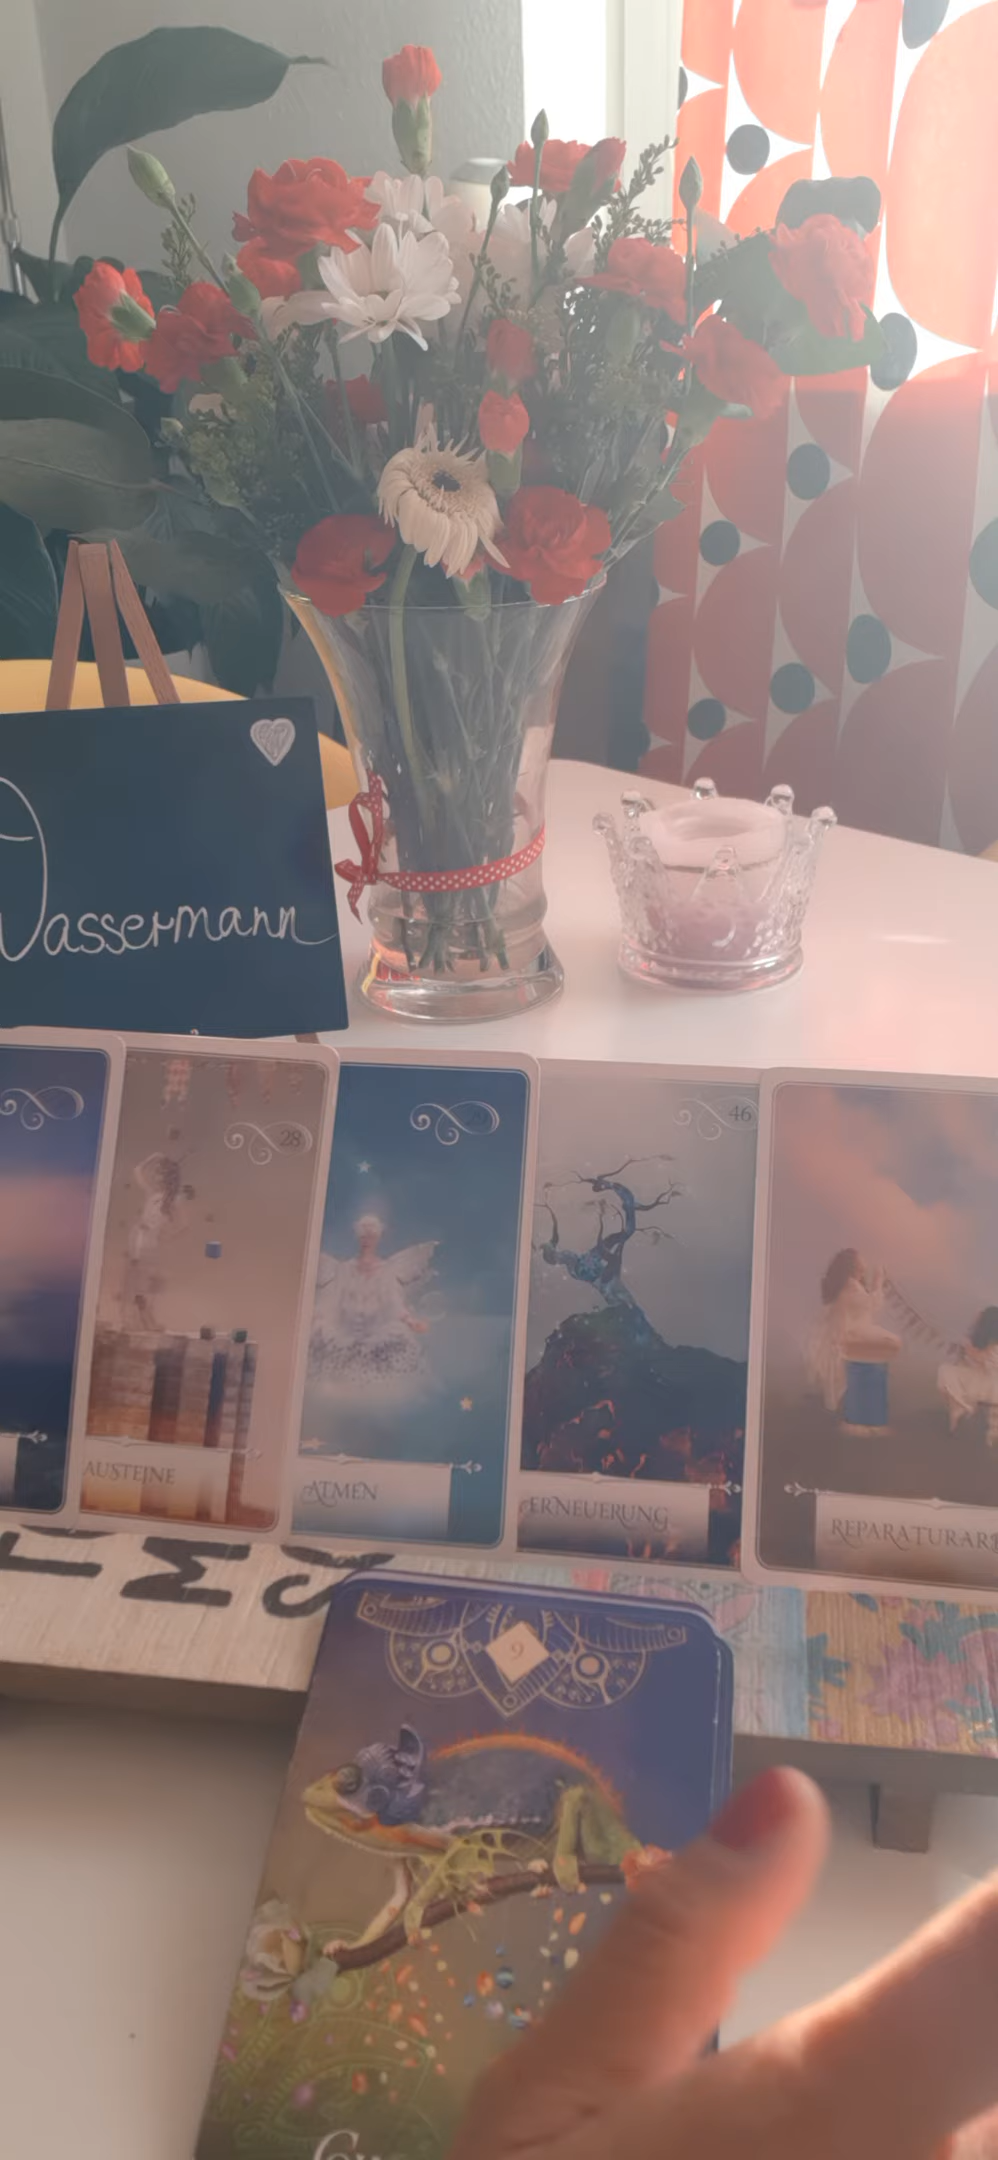 Wassermann
28
46
AUSTEINE
ATMEN
ERNEUERUNG
REPARATURAR
M
9